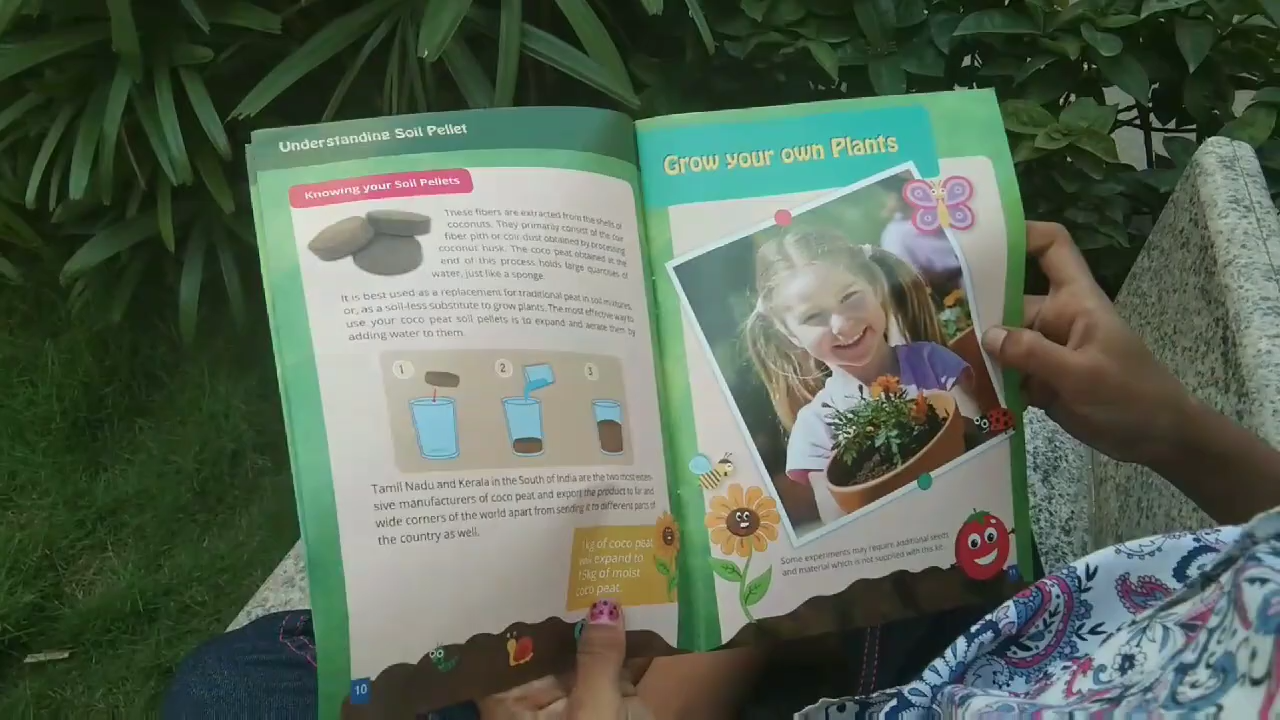 Understanding Soil Pellet
Knowing your Soil Pellets
These fibers are extracted from the shells of
coconuts. They primarily consist of the coir
fiber pith or coir dust obtained by processing
coconut husk. The coco peat obtained at the
end of this process holds large quantities of
water, just like a sponge.
It is best used as a replacement for traditional peat in soil mixtures,
or, as a soil-less substitute to grow plants. The most effective way to
use your coco peat soil pellets is to expand and aerate them by
adding water to them.
1
2
3
Tamil Nadu and Kerala in the South of India are the two most exten-
sive manufacturers of coco peat and export the product to far and
wide corners of the world apart from sending it to different parts of
the country as well.
1kg of coco peat
will expand to
15kg of moist
coco peat.
10
Grow your own Plants
Some experiments may require additional seeds
and material which is not supplied with this kit.
11